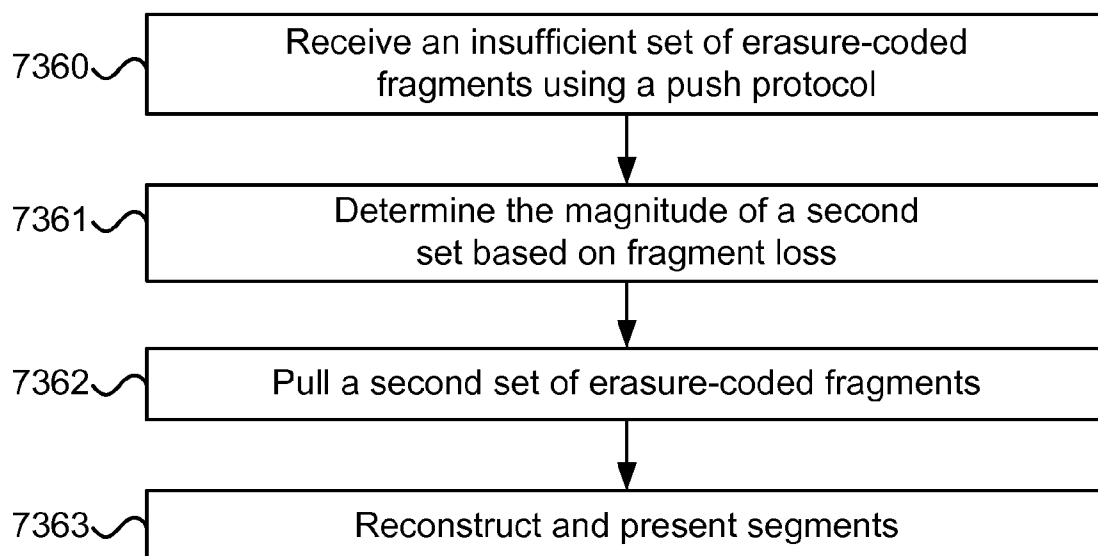 7360
Receive an insufficient set of erasure-coded
fragments using a push protocol
7361
Determine the magnitude of a second
set based on fragment loss
7362
Pull a second set of erasure-coded fragments
7363
Reconstruct and present segments